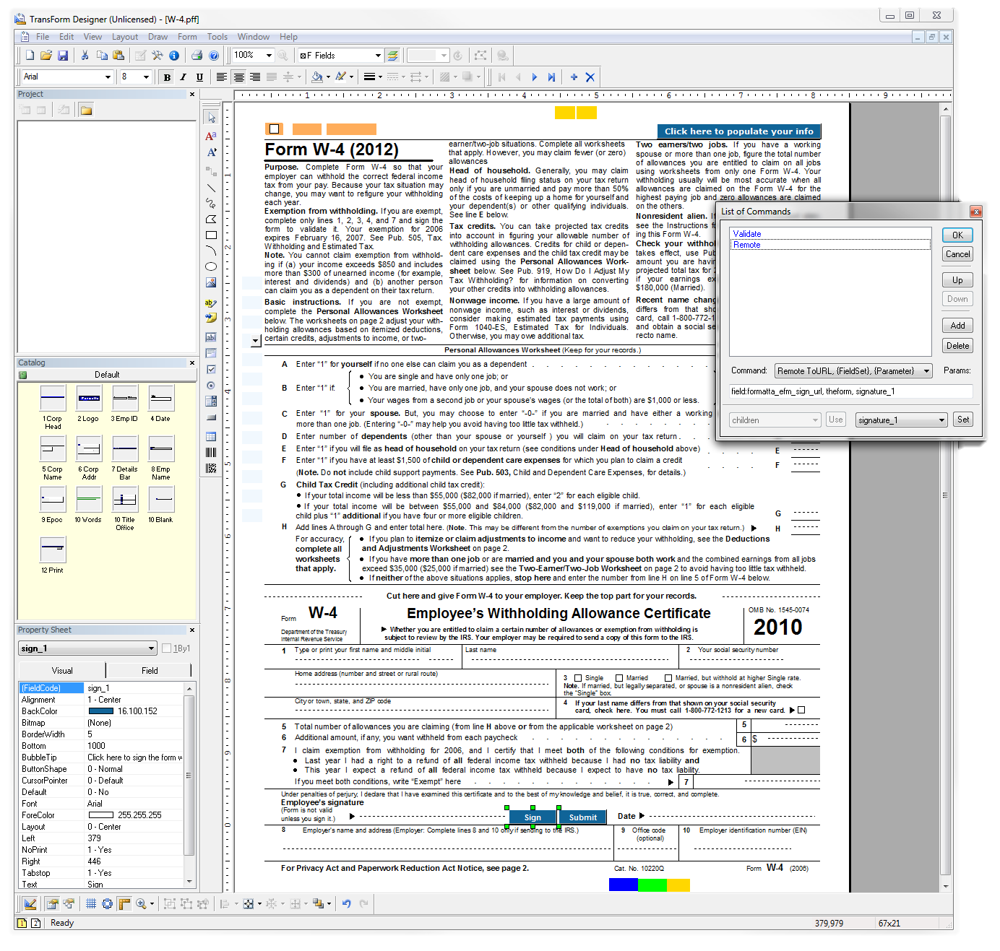 TransForm Designer (Unlicensed) - [W-4.pff]
File Edit View Layout Draw Form Tools Window Help
100% F Fields
Arial 8 B I U
Project
Catalog
Default
1 Corp Head
2 Logo
3 Emp ID
4 Date
5 Corp Name
6 Corp Addr
7 Details Bar
8 Emp Name
9 Epoc
10 Words
10 Title Office
10 Blank
12 Print
Property Sheet
sign_1 1By1
Visual Field
(FieldCode) sign_1
Alignment 1 - Center
BackColor 16.100.152
Bitmap (None)
BorderWidth 5
Bottom 1000
BubbleTip Click here to sign the form w
ButtonShape 0 - Normal
CursorPointer 0 - Default
Default 0 - No
Font Arial
ForeColor 255.255.255
Layout 0 - Center
Left 379
NoPrint 1 - Yes
Right 446
Tabstop 1 - Yes
Text Sign
1 2 3 4 5 6 7 8 9
Click here to populate your info
Form W-4 (2012)
Purpose. Complete Form W-4 so that your
employer can withhold the correct federal income
tax from your pay. Because your tax situation may
change, you may want to refigure your withholding
each year.
Exemption from withholding. If you are exempt,
complete only lines 1, 2, 3, 4, and 7 and sign the
form to validate it. Your exemption for 2006
expires February 16, 2007. See Pub. 505, Tax.
Withholding and Estimated Tax.
Note. You cannot claim exemption from withhold-
ing if (a) your income exceeds $850 and includes
more than $300 of unearned income (for example,
interest and dividends) and (b) another person
can claim you as a dependent on their tax return.
Basic instructions. If you are not exempt,
complete the Personal Allowances Worksheet
below. The worksheets on page 2 adjust your with-
holding allowances based on itemized deductions,
certain credits, adjustments to income, or two-
earner/two-job situations. Complete all worksheets
that apply. However, you may claim fewer (or zero)
allowances
Head of household. Generally, you may claim
head of household filing status on your tax return
only if you are unmarried and pay more than 50%
of the costs of keeping up a home for yourself and
your dependent(s) or other qualifying individuals.
See line E below.
Tax credits. You can take projected tax credits
into account in figuring your allowable number of
withholding allowances. Credits for child or depen-
dent care expenses and the child tax credit may be
claimed using the Personal Allowances Work-
sheet below. See Pub. 919, How Do I Adjust My
Tax Withholding? for information on converting
your other credits into withholding allowances.
Nonwage income. If you have a large amount of
nonwage income, such as interest or dividends,
consider making estimated tax payments using
Form 1040-ES, Estimated Tax for Individuals.
Otherwise, you may owe additional tax.
Two earners/two jobs. If you have a working
spouse or more than one job, figure the total number
of allowances you are entitled to claim on all jobs
using worksheets from only one Form W-4. Your
withholding usually will be most accurate when all
allowances are claimed on the Form W-4 for the
highest paying job and zero allowances are claimed
on the others.
Nonresident alien. I
see the Instructions fo
ing this Form W-4.
Check your withhol
takes effect, use Pub
amount you are havin
projected total tax for 2
if your earnings ex
$180,000 (Married).
Recent name chang
differs from that sho
card, call 1-800-772-1
and obtain a social se
recto name.
List of Commands
Validate
Remote
OK
Cancel
Up
Down
Add
Delete
Command: Remote ToURL, {FieldSet}, {Parameter} Params:
field:formatta_efm_sign_url, theform, signature_1
children Use signature_1 Set
Personal Allowances Worksheet (Keep for your records.)
A Enter “1” for yourself if no one else can claim you as a dependent
● You are single and have only one job; or
B Enter “1” if: ● You are married, have only one job, and your spouse does not work; or
● Your wages from a second job or your spouse's wages (or the total of both) are $1,000 or less.
C Enter “1” for your spouse. But, you may choose to enter “-0-” if you are married and have either a working
more than one job. (Entering “-0-” may help you avoid having too little tax withheld.)
D Enter number of dependents (other than your spouse or yourself ) you will claim on your tax return
E Enter “1” if you will file as head of household on your tax return (see conditions under Head of household above) E
F Enter “1” if you have at least $1,500 of child or dependent care expenses for which you plan to claim a credit F
(Note. Do not include child support payments. See Pub. 503, Child and Dependent Care Expenses, for details.)
G Child Tax Credit (including additional child tax credit):
● If your total income will be less than $55,000 ($82,000 if married), enter “2” for each eligible child.
● If your total income will be between $55,000 and $84,000 ($82,000 and $119,000 if married), enter “1” for each eligible
child plus “1” additional if you have four or more eligible children. G
H Add lines A through G and enter total here. (Note. This may be different from the number of exemptions you claim on your tax return.) ▶ H
For accuracy, complete all worksheets that apply.
● If you plan to itemize or claim adjustments to income and want to reduce your withholding, see the Deductions
and Adjustments Worksheet on page 2.
● If you have more than one job or are married and you and your spouse both work and the combined earnings from all jobs
exceed $35,000 ($25,000 if married) see the Two-Earner/Two-Job Worksheet on page 2 to avoid having too little tax withheld.
● If neither of the above situations applies, stop here and enter the number from line H on line 5 of Form W-4 below.
Cut here and give Form W-4 to your employer. Keep the top part for your records.
Form W-4
Department of the Treasury
Internal Revenue Service
Employee's Withholding Allowance Certificate
▶ Whether you are entitled to claim a certain number of allowances or exemption from withholding is
subject to review by the IRS. Your employer may be required to send a copy of this form to the IRS.
OMB No. 1545-0074
2010
1 Type or print your first name and middle initial Last name 2 Your social security number
Home address (number and street or rural route)
3 Single Married Married, but withhold at higher Single rate.
Note. If married, but legally separated, or spouse is a nonresident alien, check
the “Single” box.
City or town, state, and ZIP code
4 If your last name differs from that shown on your social security
card, check here. You must call 1-800-772-1213 for a new card. ▶
5 Total number of allowances you are claiming (from line H above or from the applicable worksheet on page 2) 5
6 Additional amount, if any, you want withheld from each paycheck 6 $
7 I claim exemption from withholding for 2006, and I certify that I meet both of the following conditions for exemption.
● Last year I had a right to a refund of all federal income tax withheld because I had no tax liability and
● This year I expect a refund of all federal income tax withheld because I expect to have no tax liability.
If you meet both conditions, write “Exempt” here ▶ 7
Under penalties of perjury, I declare that I have examined this certificate and to the best of my knowledge and belief, it is true, correct, and complete.
Employee's signature
(Form is not valid
unless you sign it.) ▶ Sign Submit Date ▶
8 Employer's name and address (Employer: Complete lines 8 and 10 only if sending to the IRS.) 9 Office code (optional) 10 Employer identification number (EIN)
For Privacy Act and Paperwork Reduction Act Notice, see page 2. Cat. No. 10220Q Form W-4 (2006)
1 2 Ready 379,979 67x21